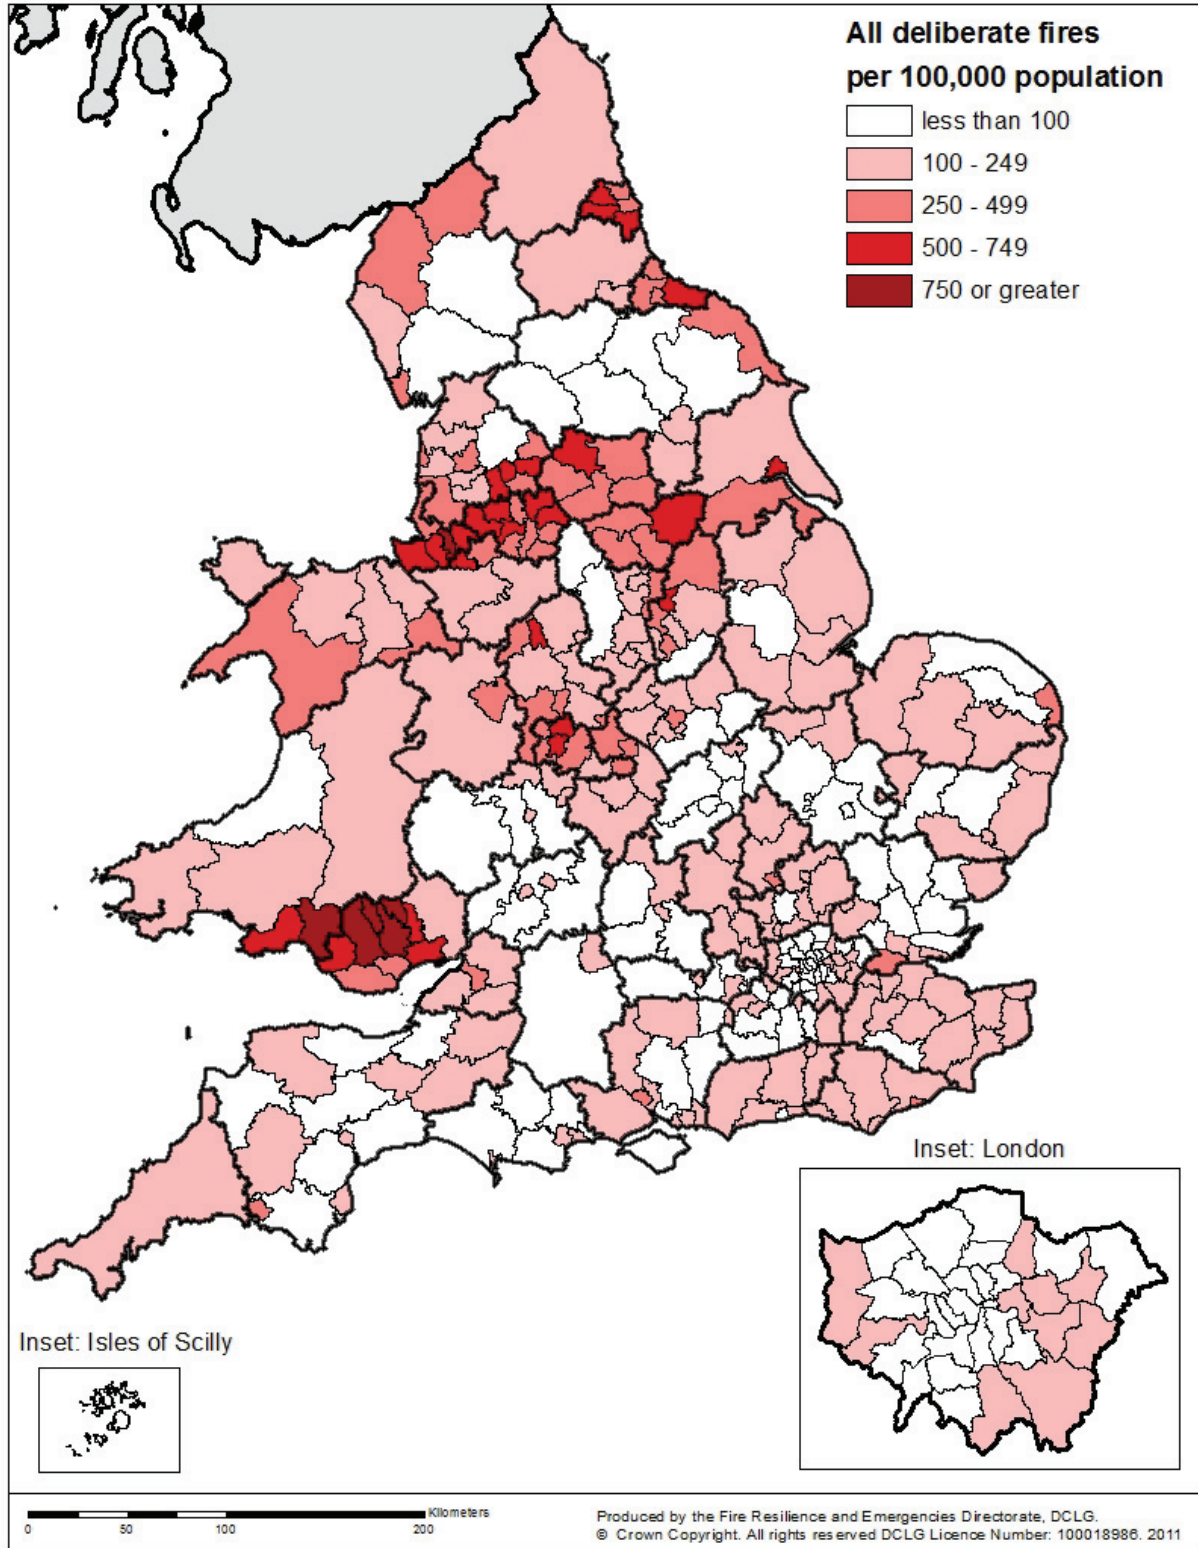 All deliberate fires
per 100,000 population
less than 100
100 - 249
250 - 499
500 - 749
750 or greater
Inset: London
Inset: Isles of Scilly
Kilometers
0 50 100 200
Produced by the Fire Resilience and Emergencies Directorate, DCLG.
© Crown Copyright. All rights reserved DCLG Licence Number: 100018986. 2011